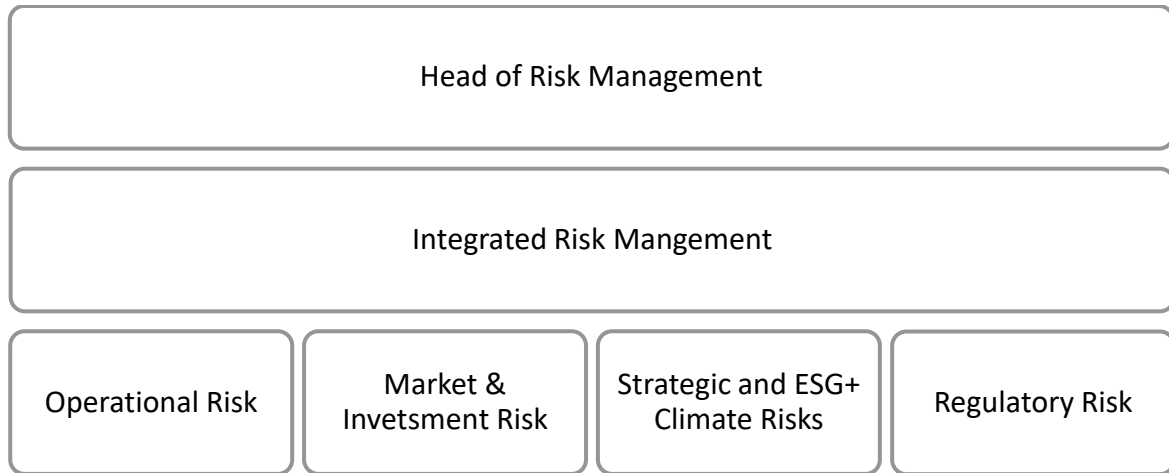 Head of Risk Management
Integrated Risk Mangement
Operational Risk
Market &
Invetsment Risk
Strategic and ESG+
Climate Risks
Regulatory Risk